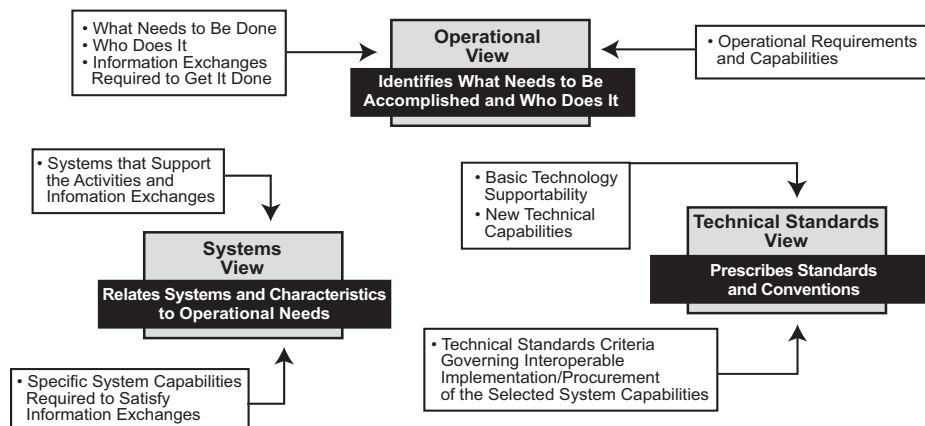 • What Needs to Be Done
• Who Does It
• Information Exchanges
Required to Get It Done
Operational
View
Identifies What Needs to Be
Accomplished and Who Does It
• Operational Requirements
and Capabilities
• Systems that Support
the Activities and
Infomation Exchanges
Systems
View
Relates Systems and Characteristics
to Operational Needs
• Specific System Capabilities
Required to Satisfy
Information Exchanges
• Basic Technology
Supportability
• New Technical
Capabilities
Technical Standards
View
Prescribes Standards
and Conventions
• Technical Standards Criteria
Governing Interoperable
Implementation/Procurement
of the Selected System Capabilities